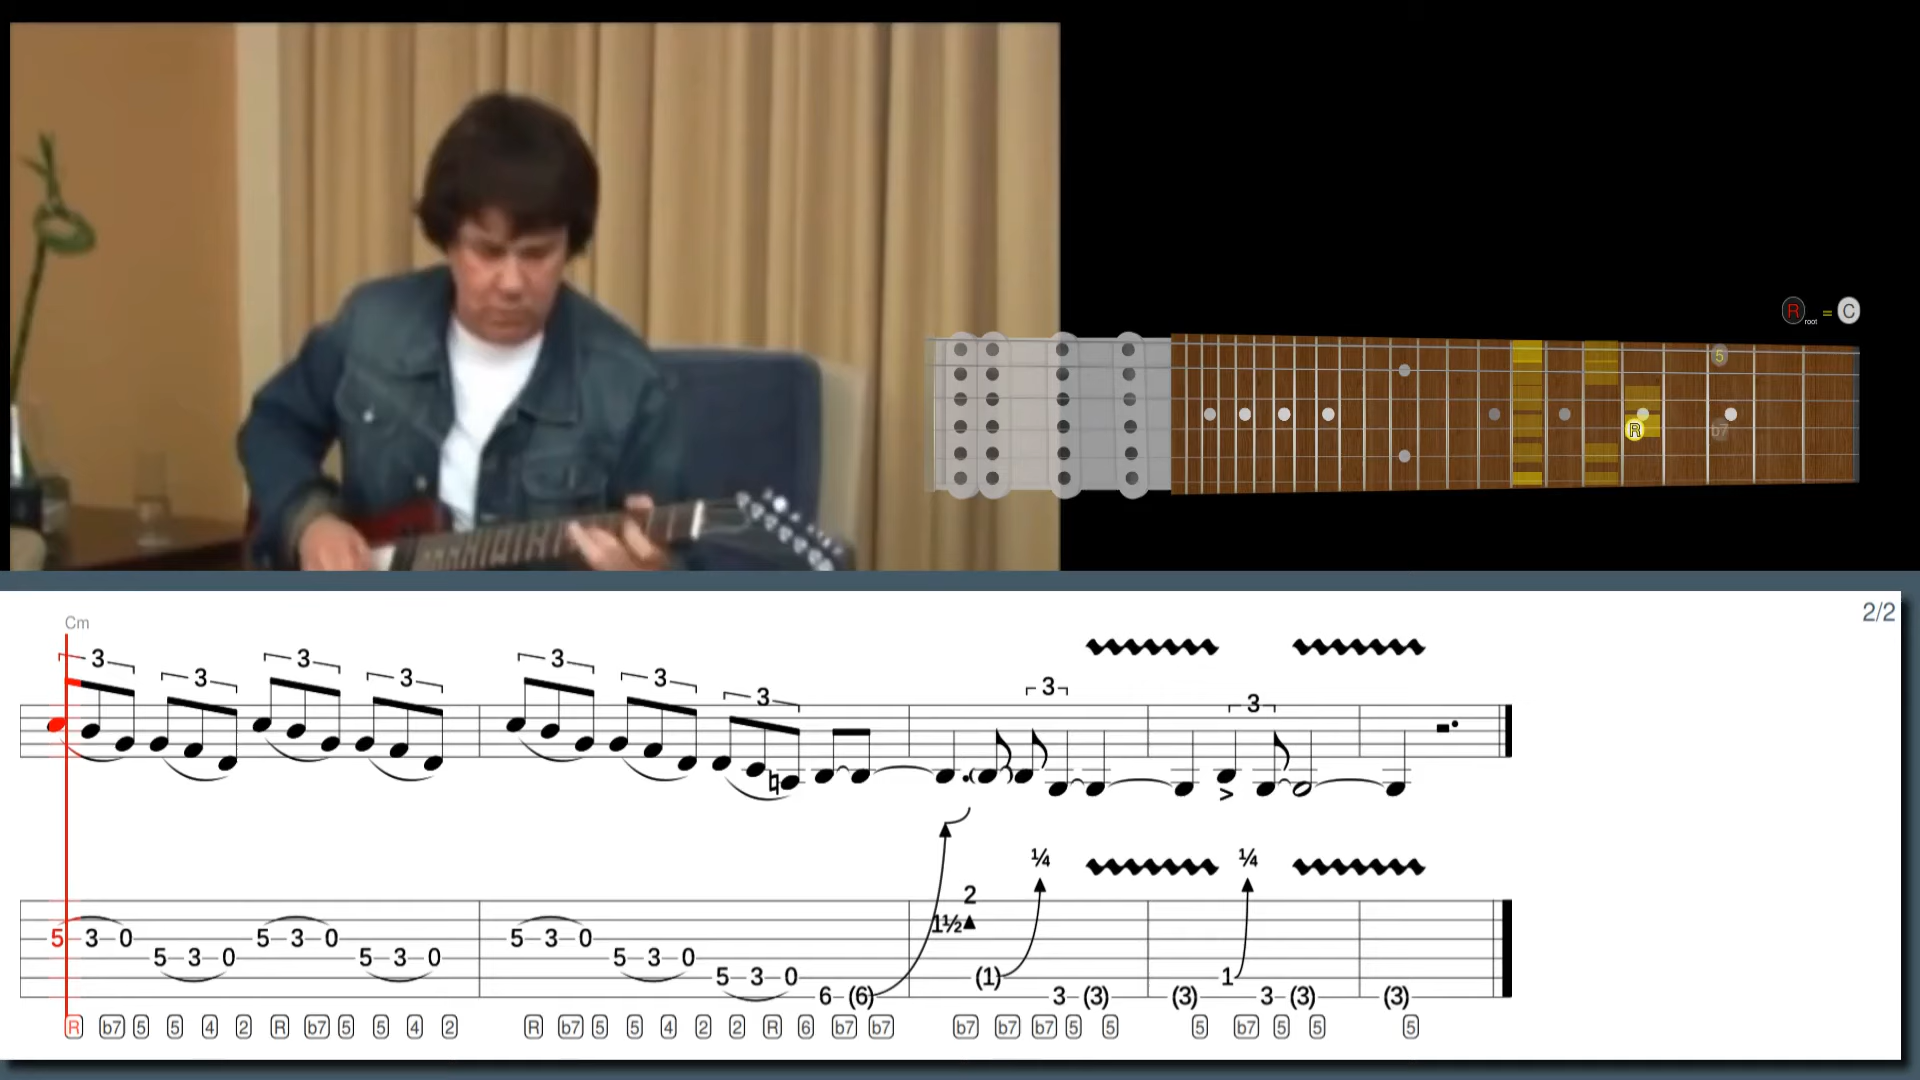 R root = C
5
R b7
2/2
Cm
3 3 3 3 3 3 3 3 3
¼ ¼
2
1½
5 3 0 5 3 0 5 3 0
5 3 0 5 3 0 5 3 0
5 3 0 (1) 1
6 (6) 3 (3) (3) 3 (3) (3)
R b7 5 5 4 2 R b7 5 5 4 2 R b7 5 5 4 2 2 R 6 b7 b7 b7 b7 b7 5 5 5 b7 5 5 5